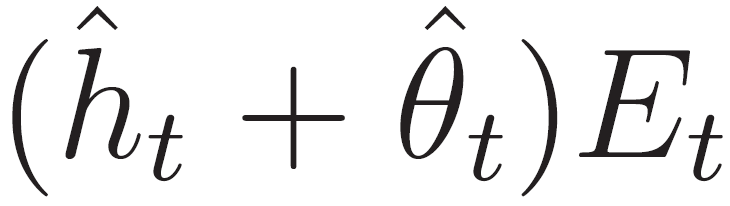 (ĥ_t + θ̂_t)E_t